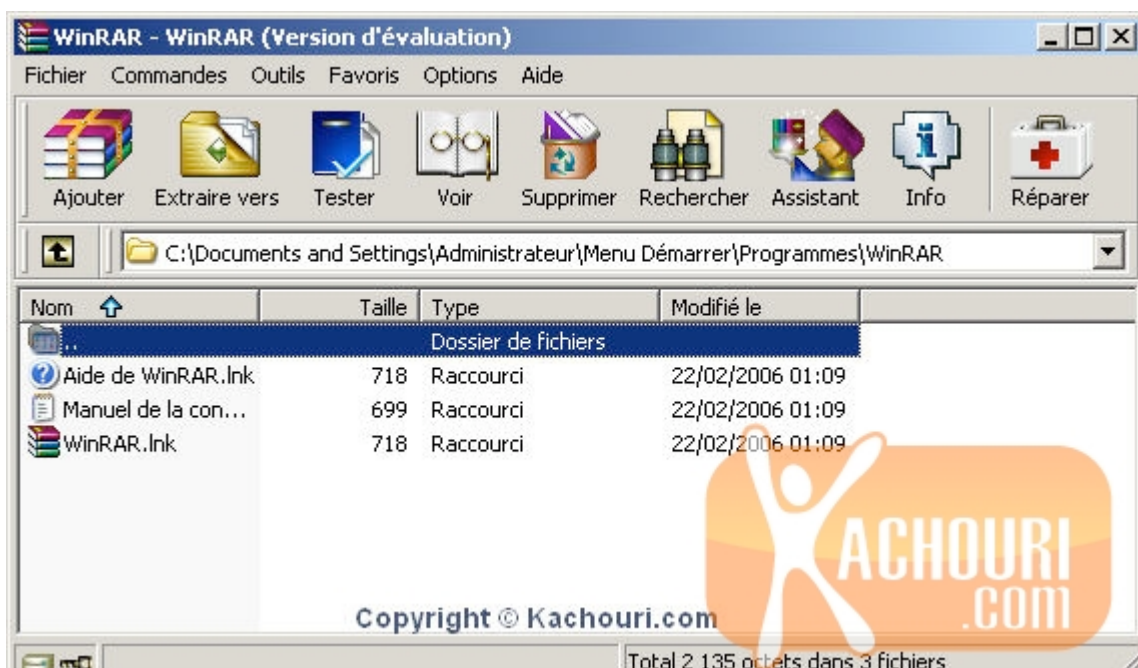 WinRAR - WinRAR (Version d'évaluation)
Fichier Commandes Outils Favoris Options Aide
Ajouter Extraire vers Tester Voir Supprimer Rechercher Assistant Info Réparer
C:\Documents and Settings\Administrateur\Menu Démarrer\Programmes\WinRAR
Nom Taille Type Modifié le
.. Dossier de fichiers
Aide de WinRAR.lnk 718 Raccourci 22/02/2006 01:09
Manuel de la con... 699 Raccourci 22/02/2006 01:09
WinRAR.lnk 718 Raccourci 22/02/2006 01:09
KACHOURI
.COM
Copyright © Kachouri.com
Total 2 135 octets dans 3 fichiers